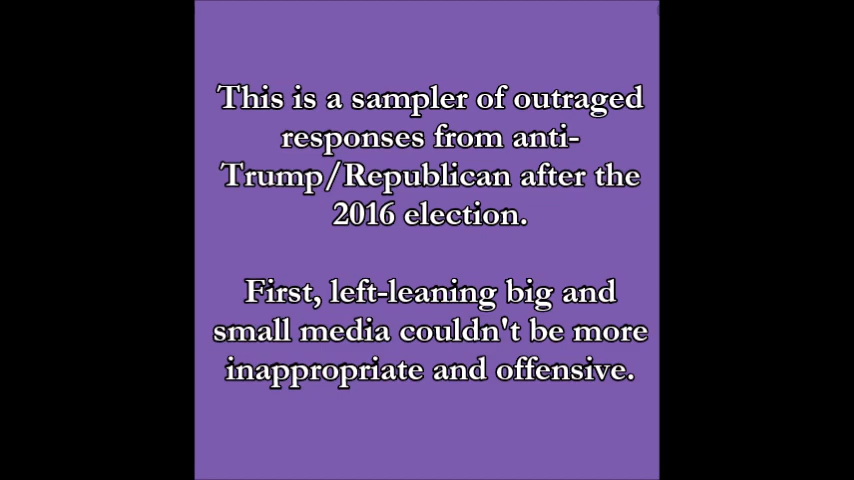 This is a sampler of outraged
responses from anti-
Trump/Republican after the
2016 election.
First, left-leaning big and
small media couldn't be more
inappropriate and offensive.